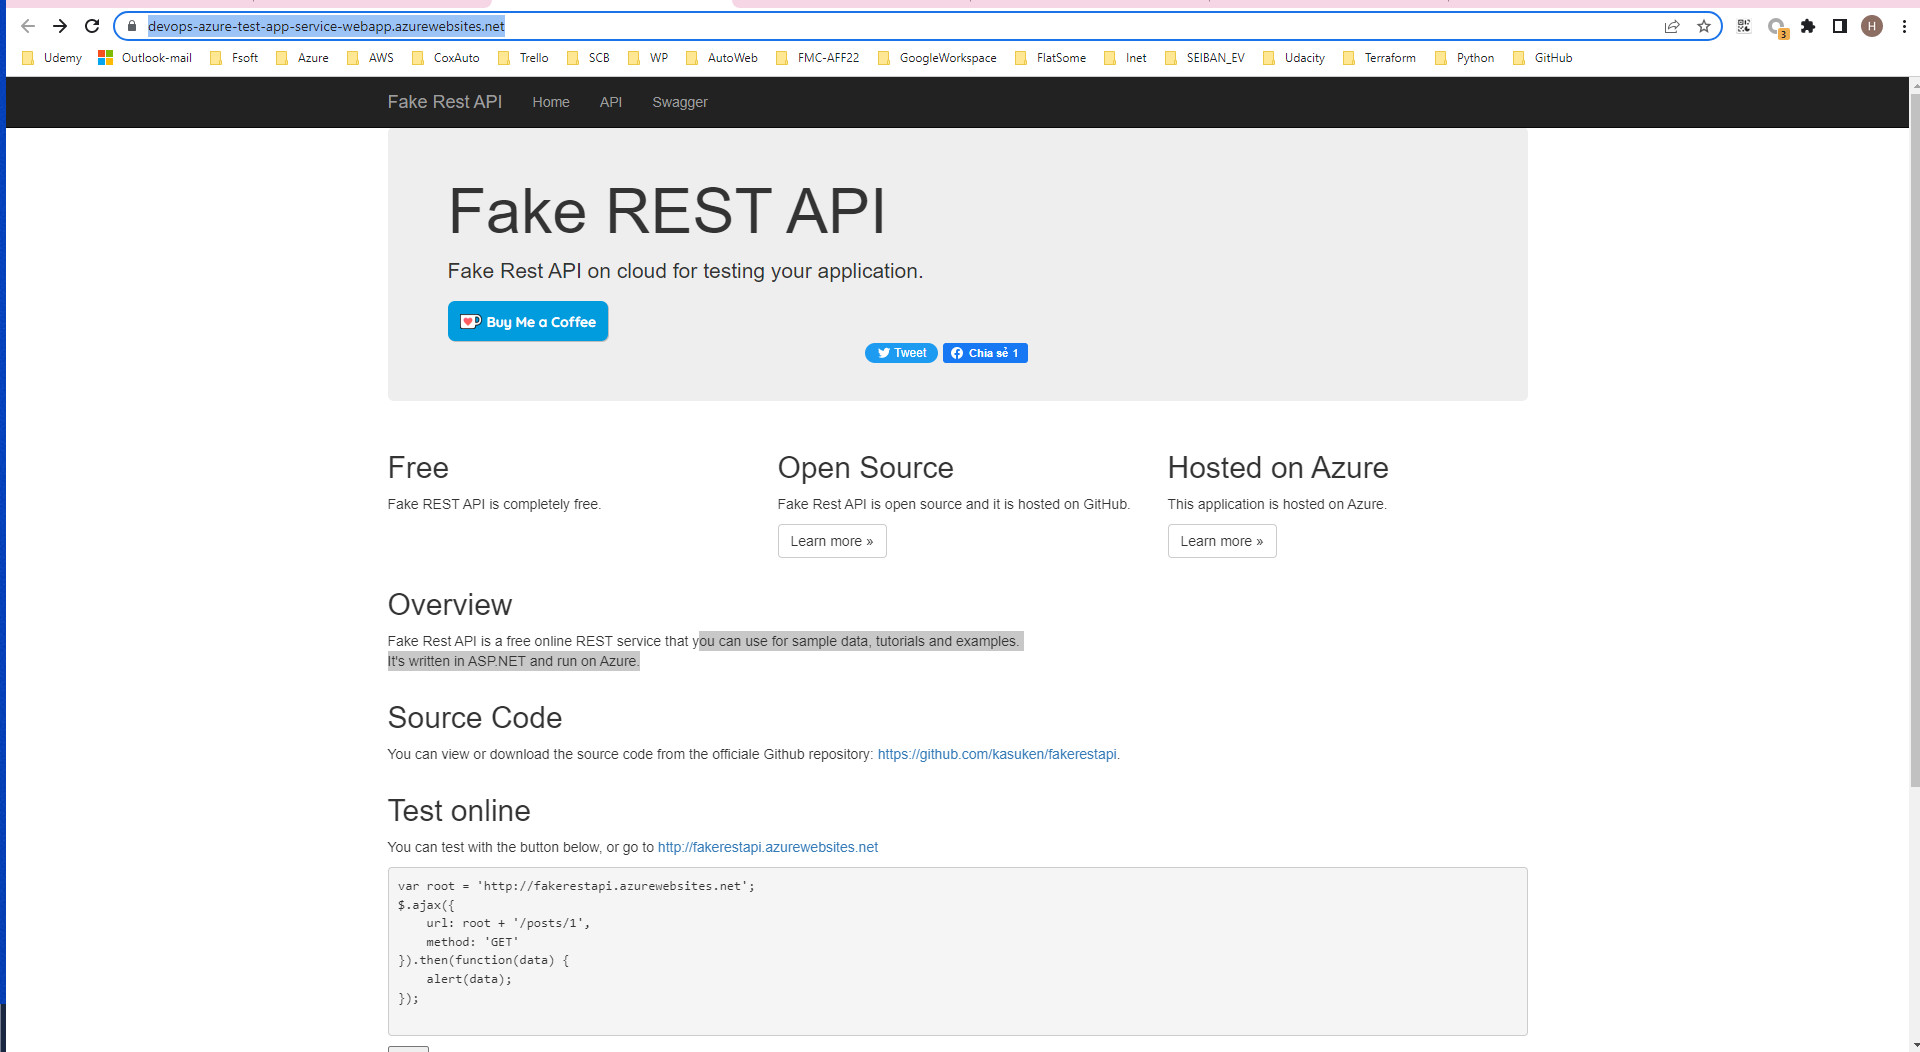 devops-azure-test-app-service-webapp.azurewebsites.net
3
H
Udemy Outlook-mail Fsoft Azure AWS CoxAuto Trello SCB WP AutoWeb FMC-AFF22 GoogleWorkspace FlatSome Inet SEIBAN_EV Udacity Terraform Python GitHub
Fake Rest API Home API Swagger
Fake REST API
Fake Rest API on cloud for testing your application.
Buy Me a Coffee
Tweet Chia sẻ 1
Free
Fake REST API is completely free.
Open Source
Fake Rest API is open source and it is hosted on GitHub.
Learn more »
Hosted on Azure
This application is hosted on Azure.
Learn more »
Overview
Fake Rest API is a free online REST service that you can use for sample data, tutorials and examples.
It's written in ASP.NET and run on Azure.
Source Code
You can view or download the source code from the officiale Github repository: https://github.com/kasuken/fakerestapi.
Test online
You can test with the button below, or go to http://fakerestapi.azurewebsites.net
var root = 'http://fakerestapi.azurewebsites.net';
$.ajax({
    url: root + '/posts/1',
    method: 'GET'
}).then(function(data) {
    alert(data);
});